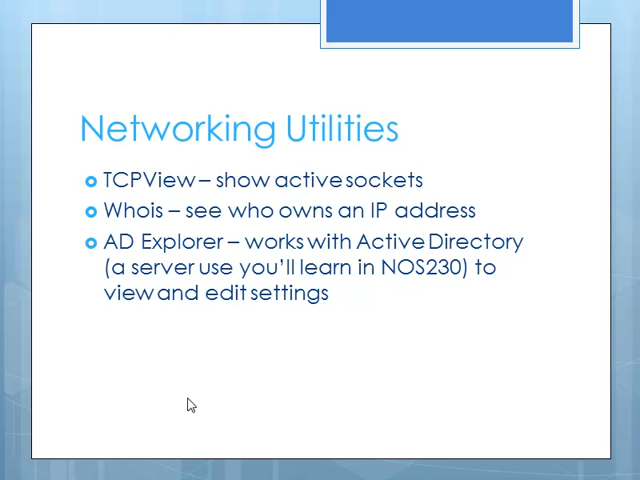 Networking Utilities
TCPView – show active sockets
Whois – see who owns an IP address
AD Explorer – works with Active Directory
(a server use you'll learn in NOS230) to
view and edit settings